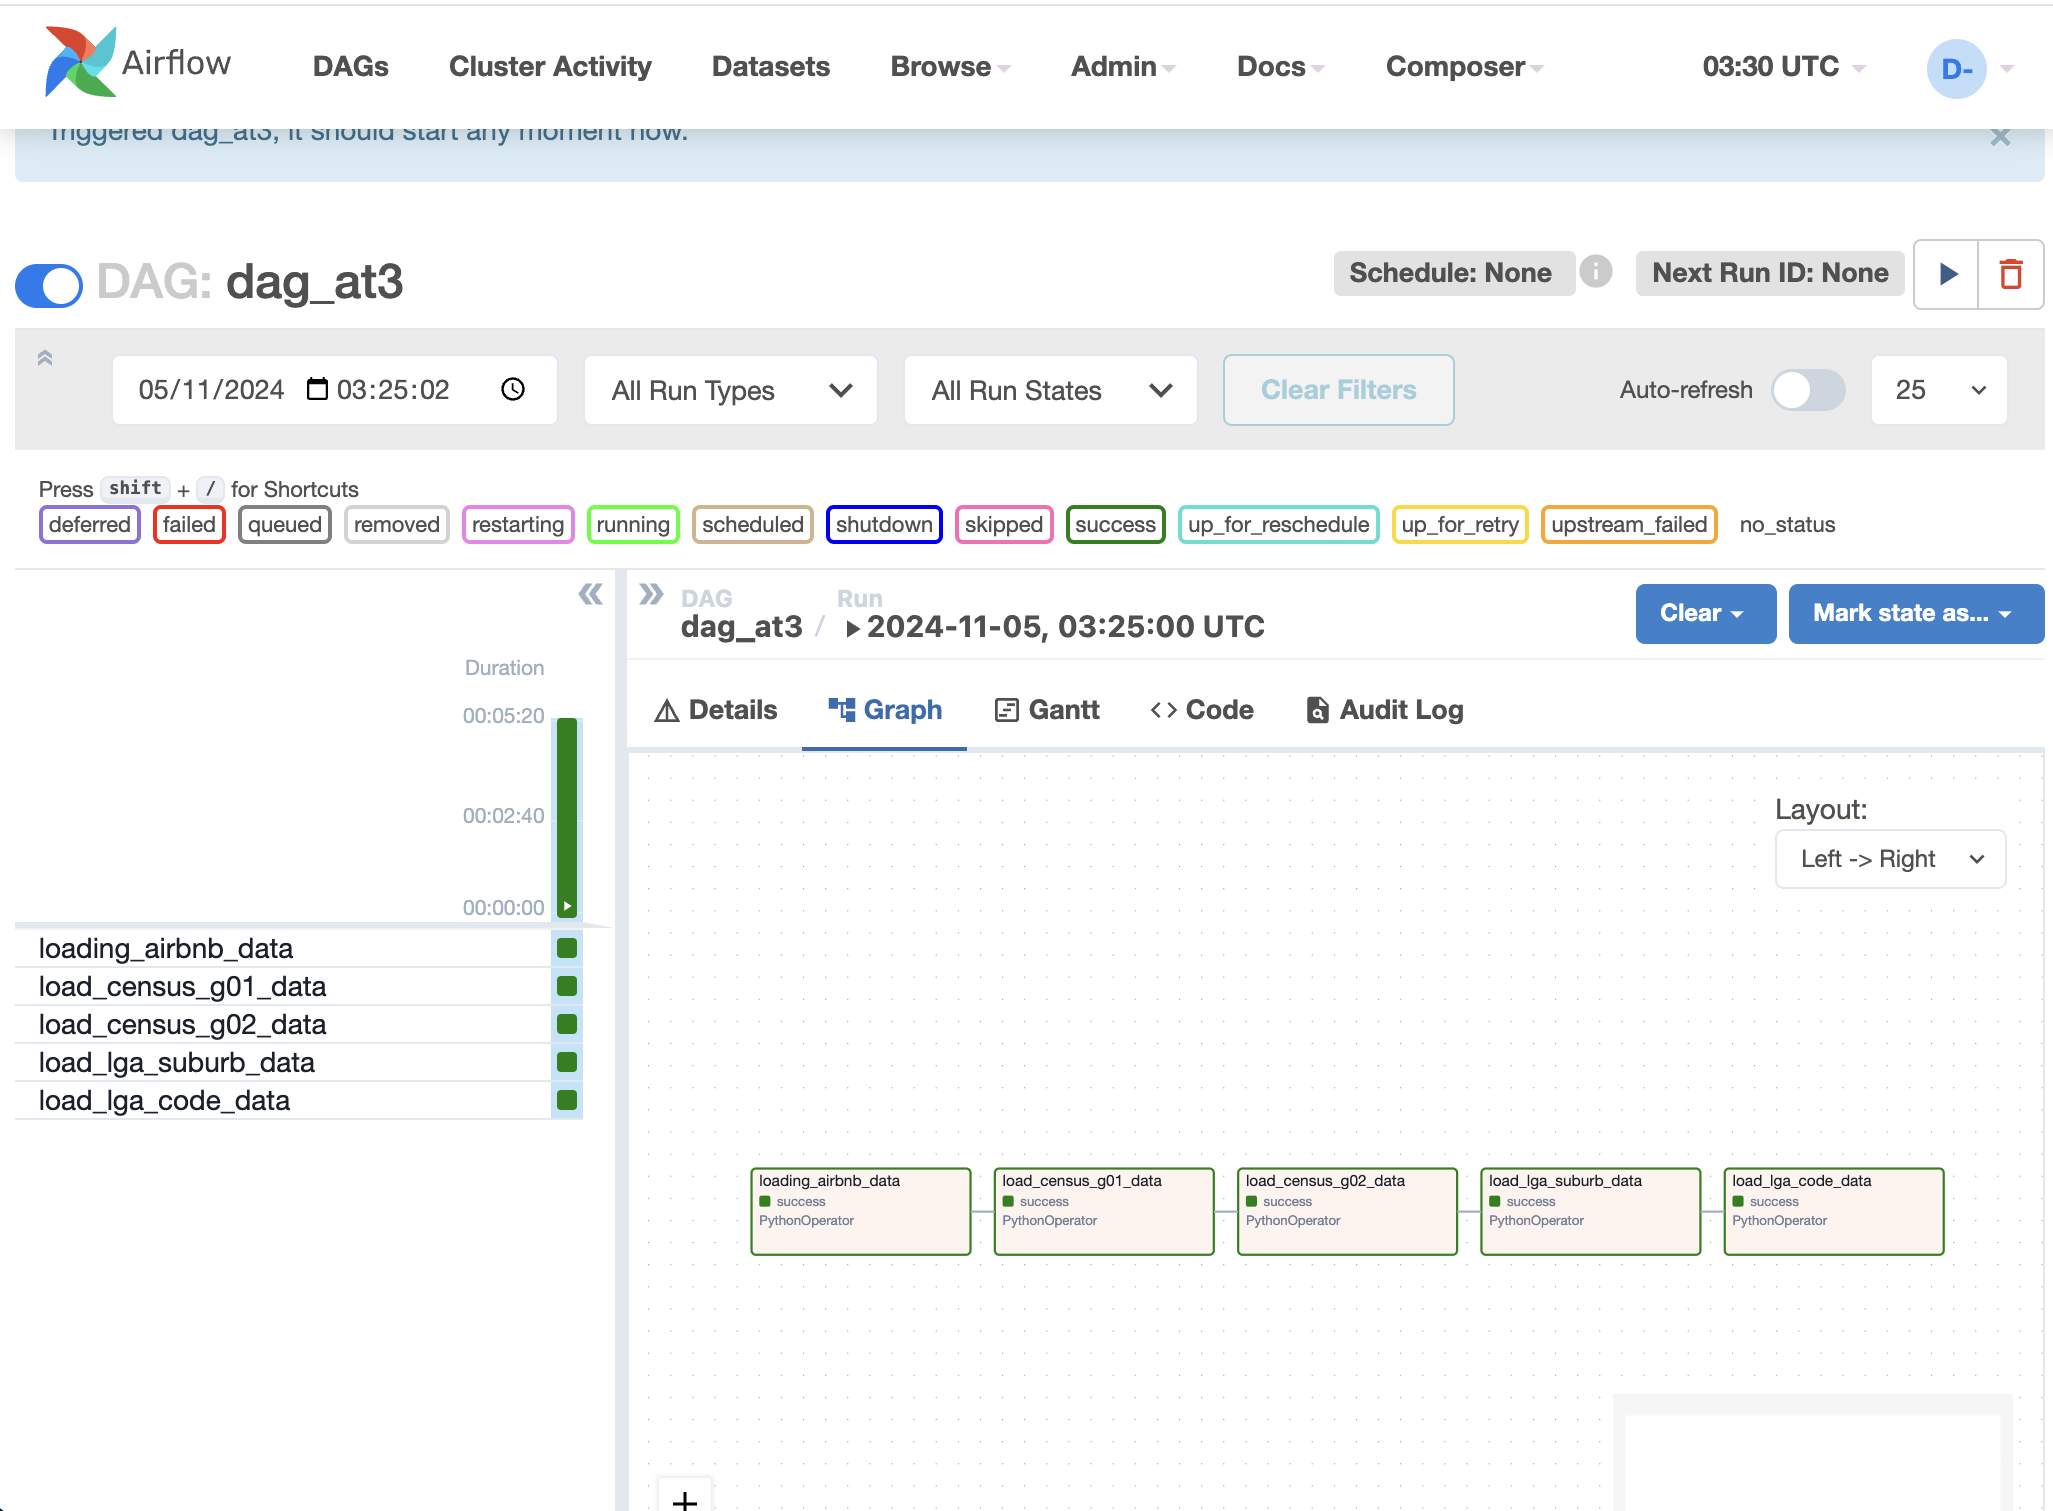 Airflow DAGs Cluster Activity Datasets Browse Admin Docs Composer 03:30 UTC D-
Triggered dag_at3, it should start any moment now.
DAG: dag_at3
Schedule: None i Next Run ID: None
05/11/2024 03:25:02 All Run Types All Run States Clear Filters Auto-refresh 25
Press shift + / for Shortcuts
deferred failed queued removed restarting running scheduled shutdown skipped success up_for_reschedule up_for_retry upstream_failed no_status
DAG Run
dag_at3 / 2024-11-05, 03:25:00 UTC
Clear Mark state as...
Details Graph Gantt Code Audit Log
Duration
00:05:20
00:02:40
00:00:00
loading_airbnb_data
load_census_g01_data
load_census_g02_data
load_lga_suburb_data
load_lga_code_data
Layout:
Left -> Right
loading_airbnb_data
success
PythonOperator
load_census_g01_data
success
PythonOperator
load_census_g02_data
success
PythonOperator
load_lga_suburb_data
success
PythonOperator
load_lga_code_data
success
PythonOperator
+